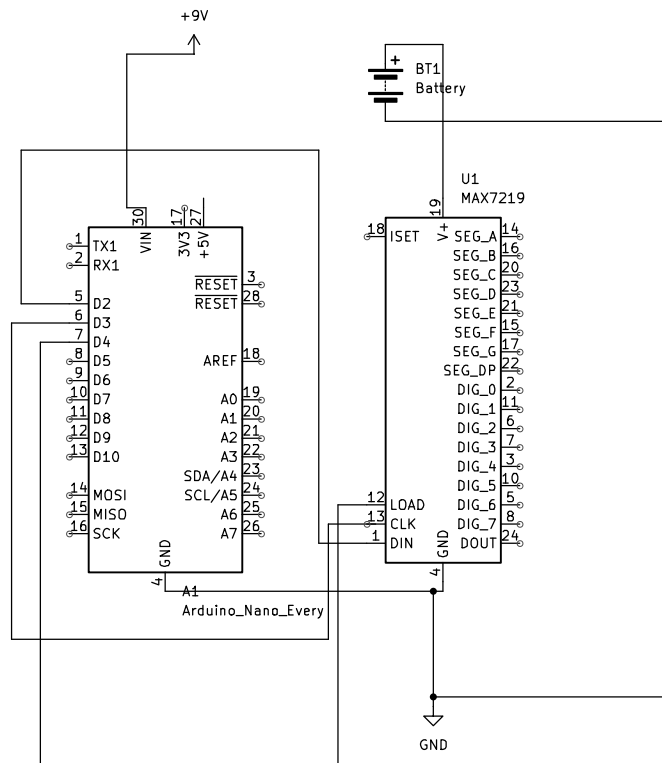 +9V
+
BT1
Battery
U1
MAX7219
30
17
27
19
VIN
3V3
+5V
V+
1 TX1
2 RX1
5 D2
6 D3
7 D4
8 D5
9 D6
10 D7
11 D8
12 D9
13 D10
14 MOSI
15 MISO
16 SCK
RESET 3
RESET 28
AREF 18
A0 19
A1 20
A2 21
A3 22
SDA/A4 23
SCL/A5 24
A6 25
A7 26
GND
4
A1
Arduino_Nano_Every
18 ISET
12 LOAD
13 CLK
1 DIN
SEG_A 14
SEG_B 16
SEG_C 20
SEG_D 23
SEG_E 21
SEG_F 15
SEG_G 17
SEG_DP 22
DIG_0 2
DIG_1 11
DIG_2 6
DIG_3 7
DIG_4 3
DIG_5 10
DIG_6 5
DIG_7 8
DOUT 24
GND
4
GND